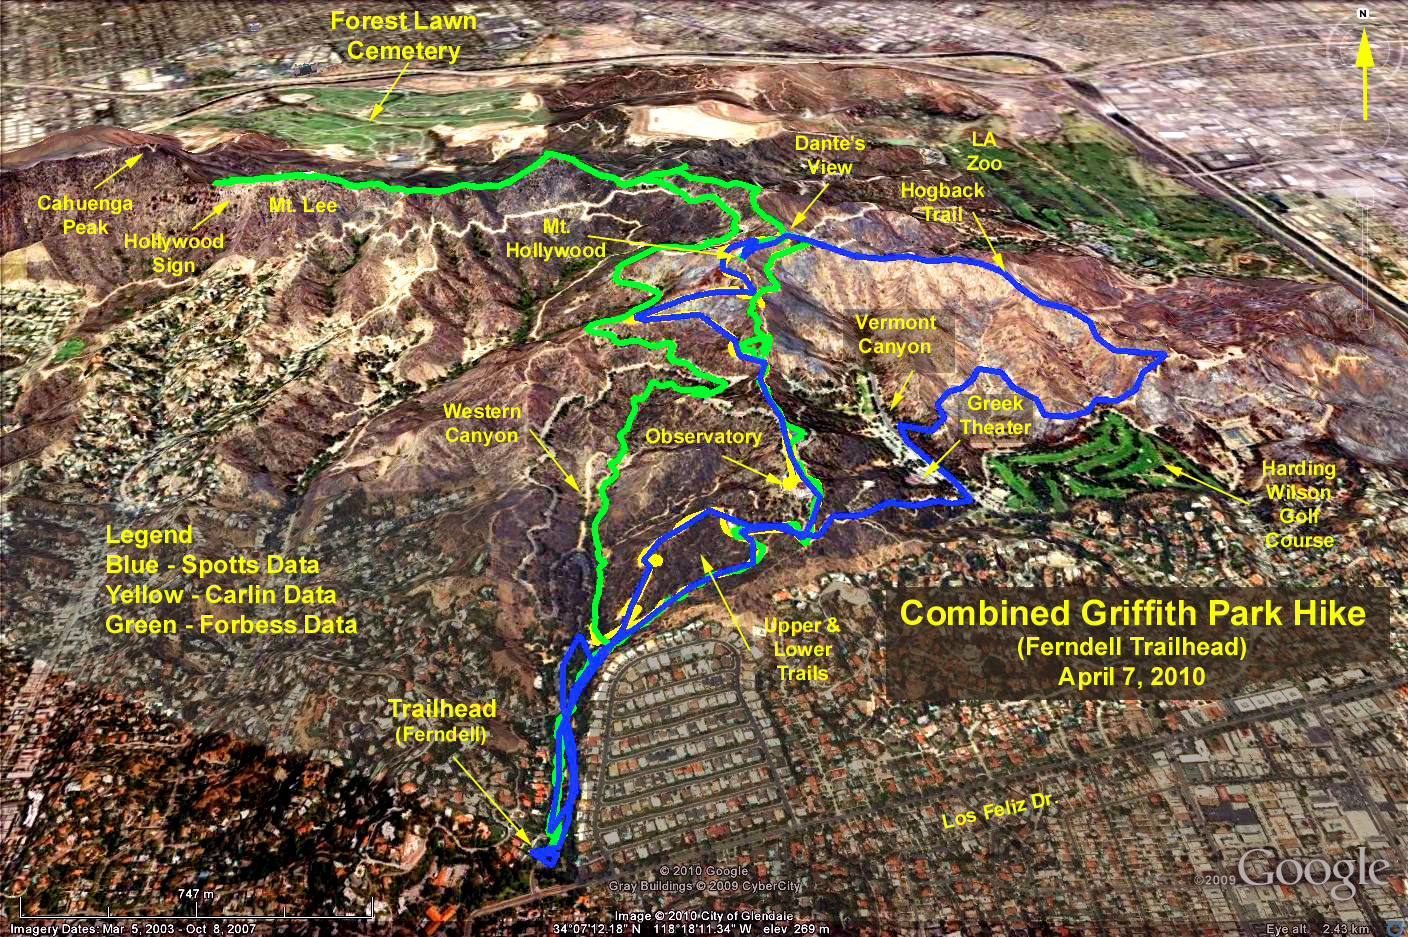 Forest Lawn
Cemetery
N
Dante's
View
LA
Zoo
Hogback
Trail
Cahuenga
Peak
Mt. Lee
Hollywood
Sign
Mt.
Hollywood
Vermont
Canyon
Western
Canyon
Observatory
Greek
Theater
Harding
Wilson
Golf
Course
Legend
Blue - Spotts Data
Yellow - Carlin Data
Green - Forbess Data
Combined Griffith Park Hike
(Ferndell Trailhead)
April 7, 2010
Upper &
Lower
Trails
Trailhead
(Ferndell)
Los Feliz Dr.
© 2010 Google
Gray Buildings © 2009 CyberCity
©2009 Google
747 m
Image © 2010 City of Glendale
Imagery Dates: Mar 5, 2003 - Oct 8, 2007
34°07'12.18" N 118°18'11.34" W elev 269 m
Eye alt 2.43 km